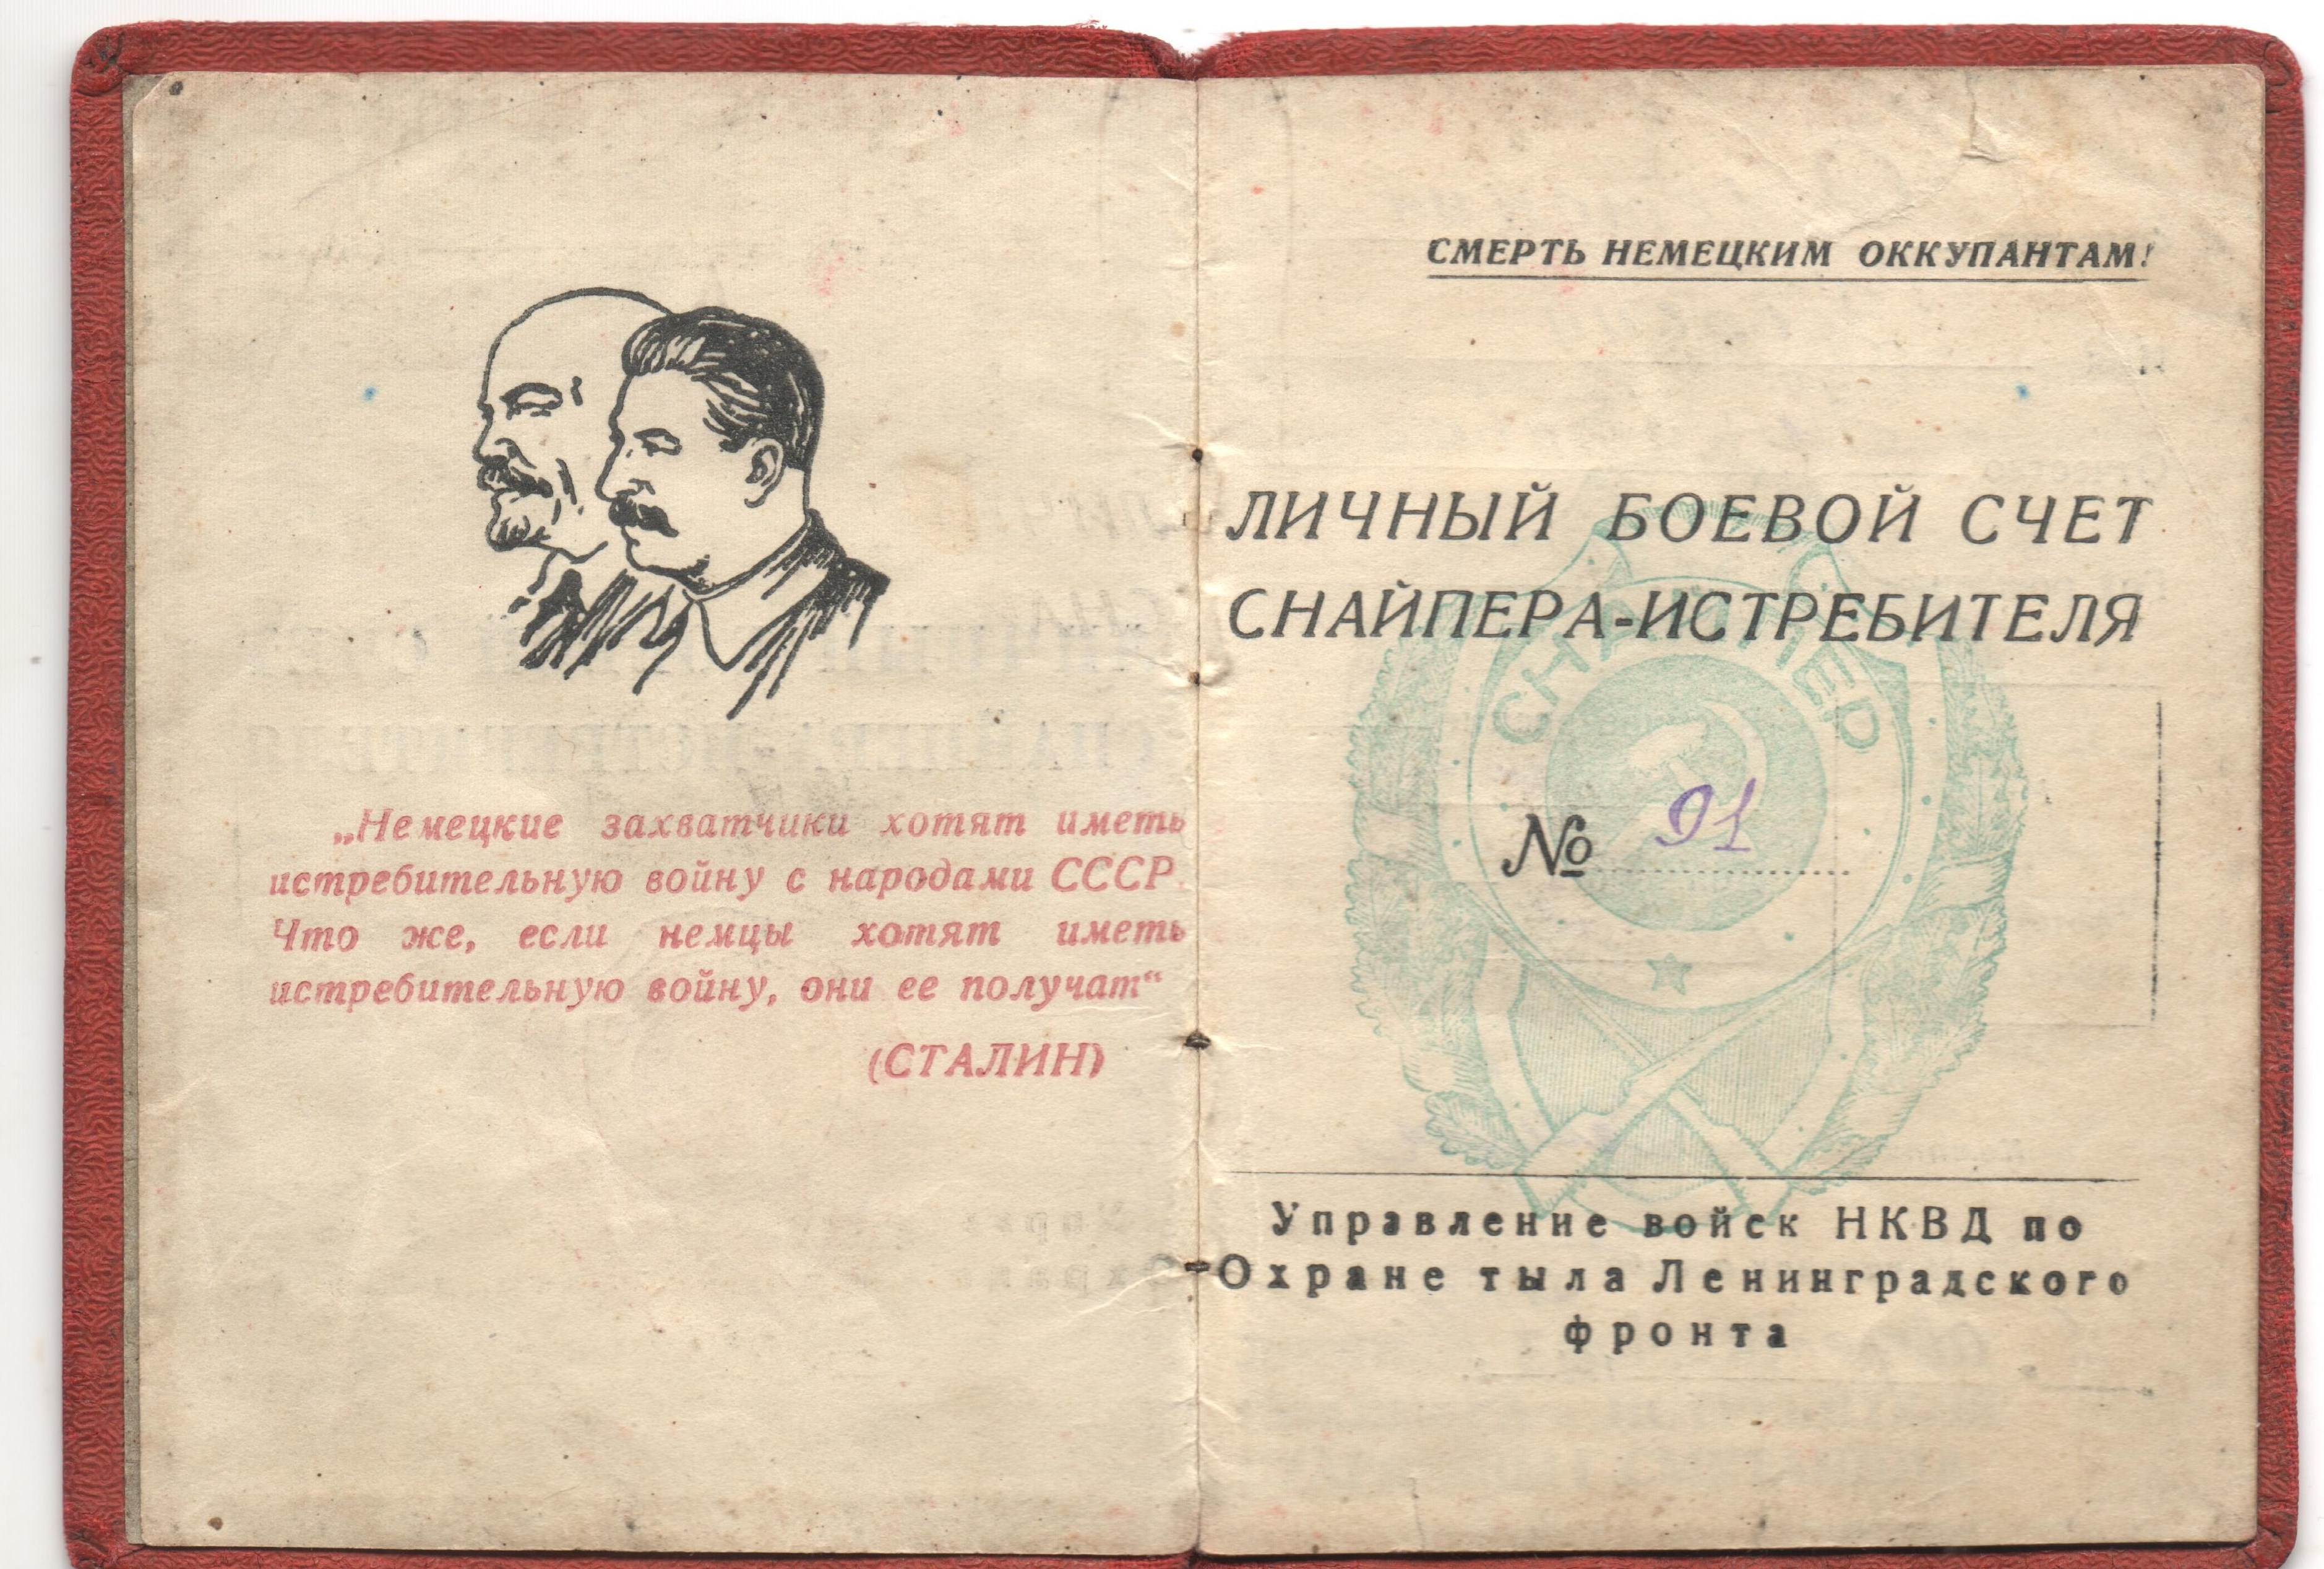 „Немецкие захватчики хотят иметь
истребительную войну с народами СССР.
Что же, если немцы хотят иметь
истребительную войну, они ее получат“
(СТАЛИН)
СМЕРТЬ НЕМЕЦКИМ ОККУПАНТАМ!
ЛИЧНЫЙ БОЕВОЙ СЧЕТ
СНАЙПЕРА-ИСТРЕБИТЕЛЯ
СНАЙПЕР
№ 91
Управление войск НКВД по
Охране тыла Ленинградского
фронта